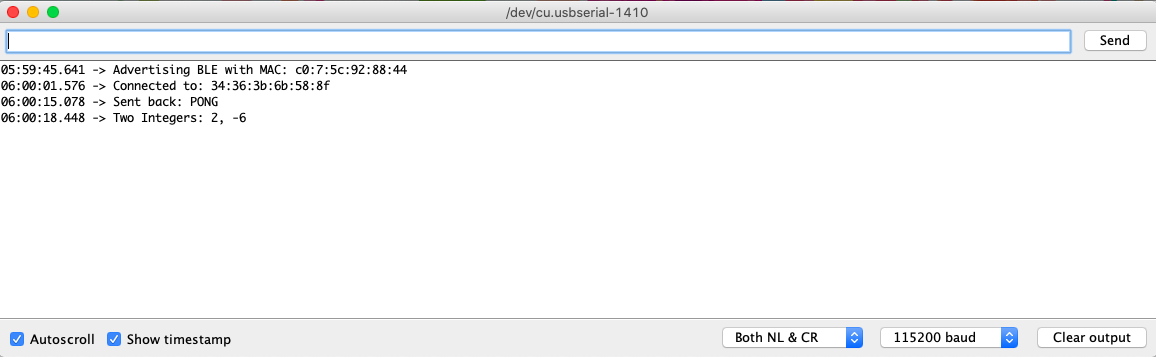 /dev/cu.usbserial-1410
Send
05:59:45.641 -> Advertising BLE with MAC: c0:7:5c:92:88:44
06:00:01.576 -> Connected to: 34:36:3b:6b:58:8f
06:00:15.078 -> Sent back: PONG
06:00:18.448 -> Two Integers: 2, -6
Autoscroll Show timestamp Both NL & CR 115200 baud Clear output